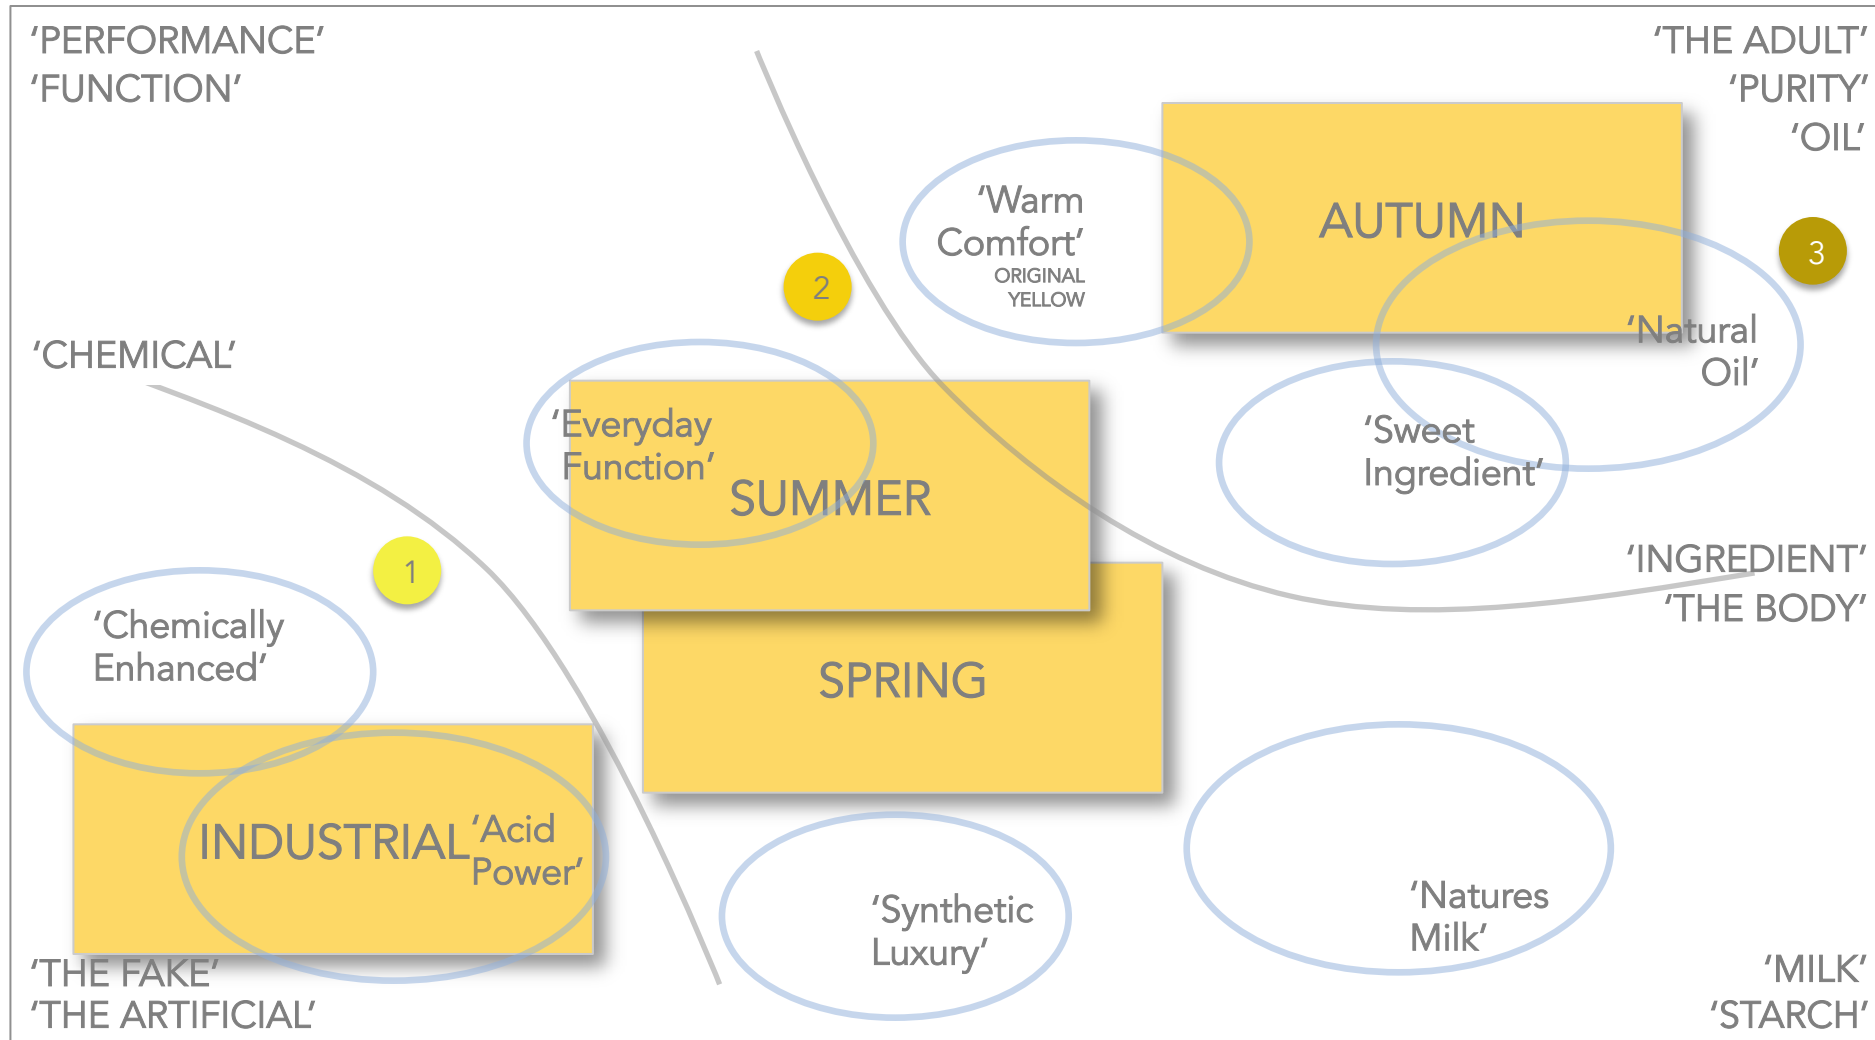 ‘PERFORMANCE’
‘FUNCTION’
‘THE ADULT’
‘PURITY’
‘OIL’
‘Warm
Comfort’
ORIGINAL
YELLOW
AUTUMN
3
2
‘Natural
Oil’
‘CHEMICAL’
‘Everyday
Function’
SUMMER
‘Sweet
Ingredient’
1
‘INGREDIENT’
‘THE BODY’
‘Chemically
Enhanced’
SPRING
INDUSTRIAL
‘Acid
Power’
‘Synthetic
Luxury’
‘Natures
Milk’
‘THE FAKE’
‘THE ARTIFICIAL’
‘MILK’
‘STARCH’